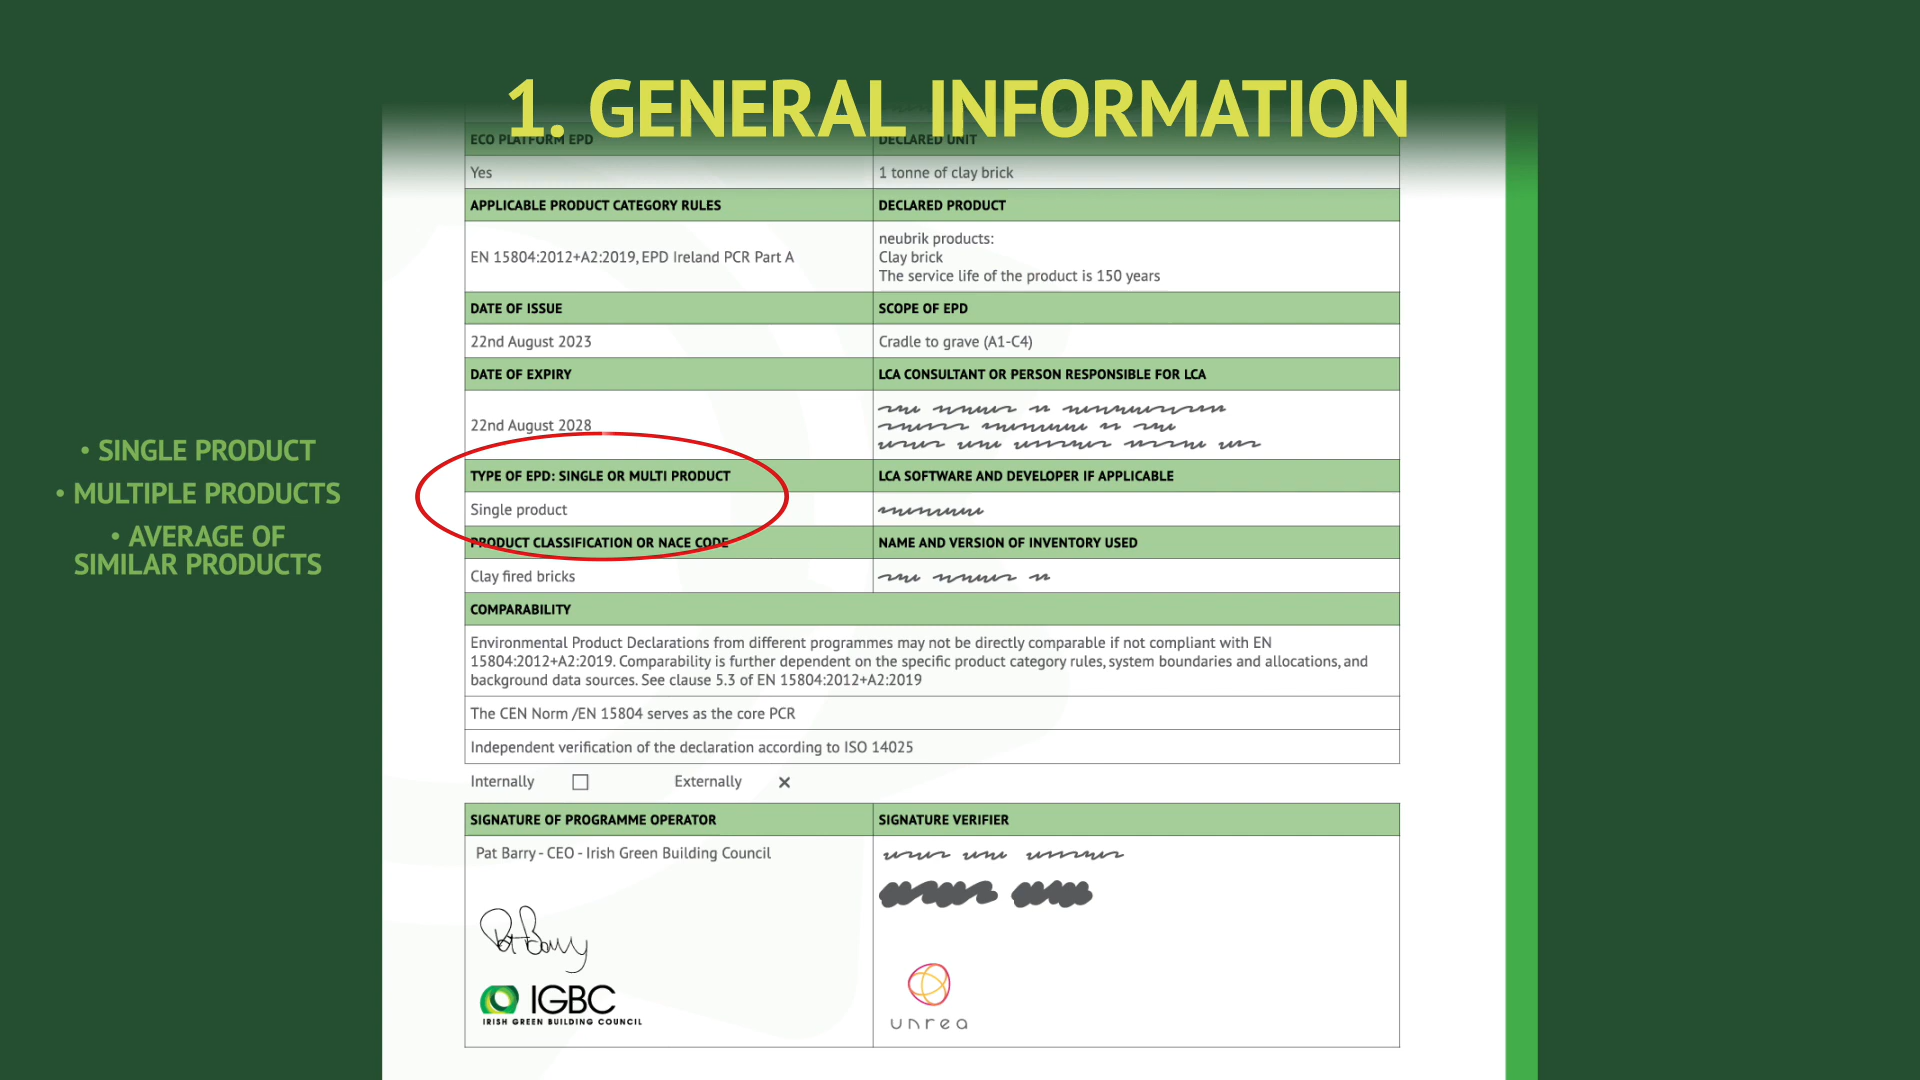 1. GENERAL INFORMATION
ECO PLATFORM EPD
DECLARED UNIT
Yes
1 tonne of clay brick
APPLICABLE PRODUCT CATEGORY RULES
DECLARED PRODUCT
EN 15804:2012+A2:2019, EPD Ireland PCR Part A
neubrik products:
Clay brick
The service life of the product is 150 years
DATE OF ISSUE
SCOPE OF EPD
22nd August 2023
Cradle to grave (A1-C4)
DATE OF EXPIRY
LCA CONSULTANT OR PERSON RESPONSIBLE FOR LCA
22nd August 2028
• SINGLE PRODUCT
• MULTIPLE PRODUCTS
• AVERAGE OF
SIMILAR PRODUCTS
TYPE OF EPD: SINGLE OR MULTI PRODUCT
LCA SOFTWARE AND DEVELOPER IF APPLICABLE
Single product
PRODUCT CLASSIFICATION OR NACE CODE
NAME AND VERSION OF INVENTORY USED
Clay fired bricks
COMPARABILITY
Environmental Product Declarations from different programmes may not be directly comparable if not compliant with EN
15804:2012+A2:2019. Comparability is further dependent on the specific product category rules, system boundaries and allocations, and
background data sources. See clause 5.3 of EN 15804:2012+A2:2019
The CEN Norm /EN 15804 serves as the core PCR
Independent verification of the declaration according to ISO 14025
Internally
Externally
SIGNATURE OF PROGRAMME OPERATOR
SIGNATURE VERIFIER
Pat Barry - CEO - Irish Green Building Council
Pat Barry
IGBC
IRISH GREEN BUILDING COUNCIL
unrea